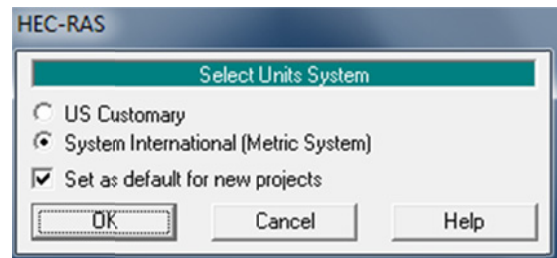 HEC-RAS
Select Units System
US Customary
System International (Metric System)
Set as default for new projects
OK Cancel Help